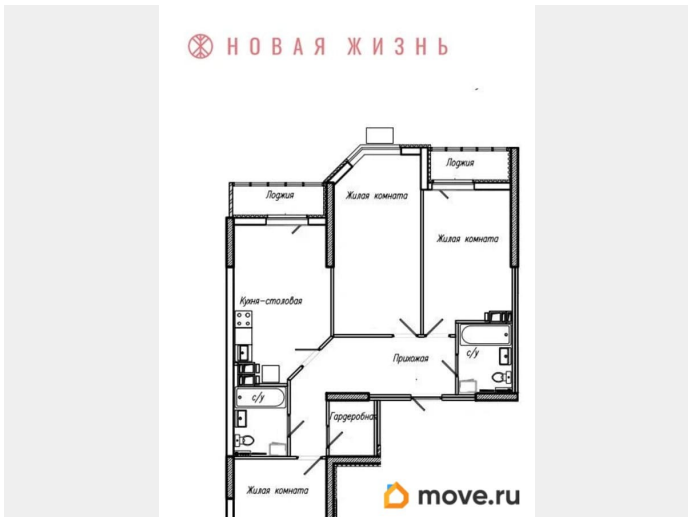 НОВАЯ ЖИЗНЬ
Лоджия
Лоджия
Жилая комната
Жилая комната
Кухня-столовая
Прихожая
с/у
с/у
Гардеробная
Жилая комната
move.ru